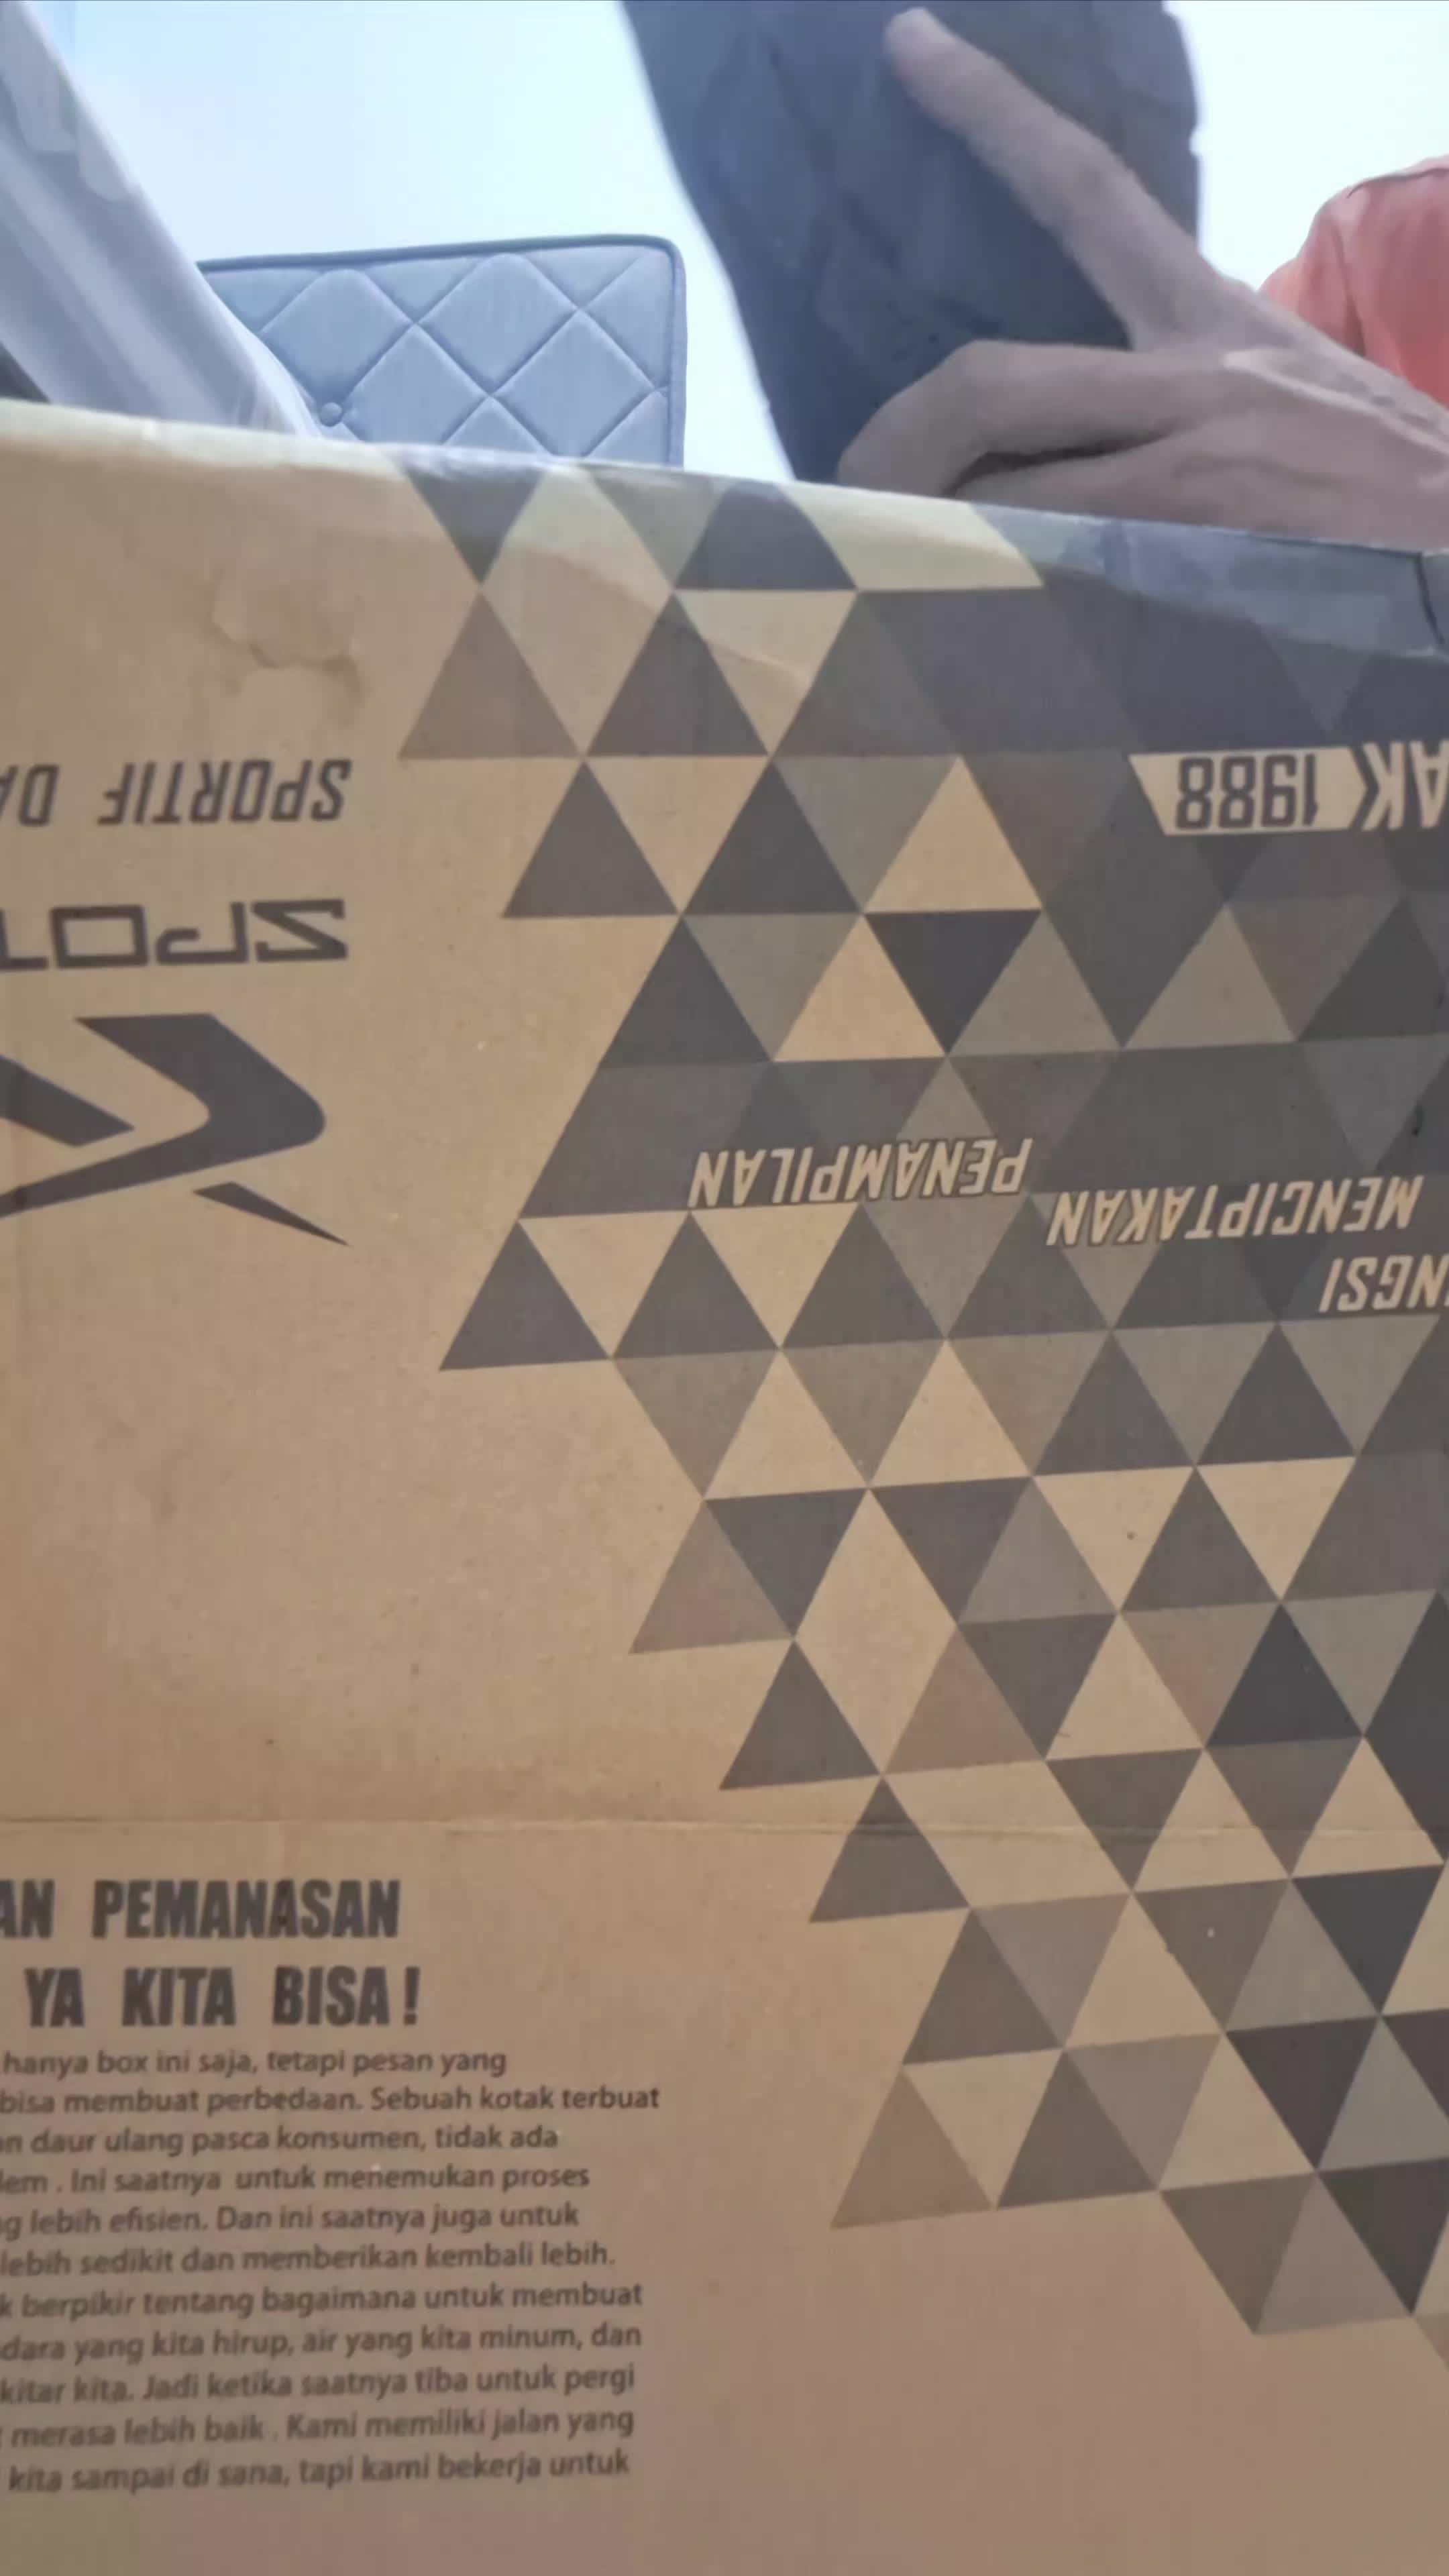 SPORTIF DA
SPOT
AK 1988
PENAMPILAN
MENCIPTAKAN
NGSI
AN PEMANASAN
YA KITA BISA!
hanya box ini saja, tetapi pesan yang
bisa membuat perbedaan. Sebuah kotak terbuat
an daur ulang pasca konsumen, tidak ada
lem . Ini saatnya untuk menemukan proses
g lebih efisien. Dan ini saatnya juga untuk
lebih sedikit dan memberikan kembali lebih.
k berpikir tentang bagaimana untuk membuat
dara yang kita hirup, air yang kita minum, dan
kitar kita. Jadi ketika saatnya tiba untuk pergi
merasa lebih baik . Kami memiliki jalan yang
kita sampai di sana, tapi kami bekerja untuk